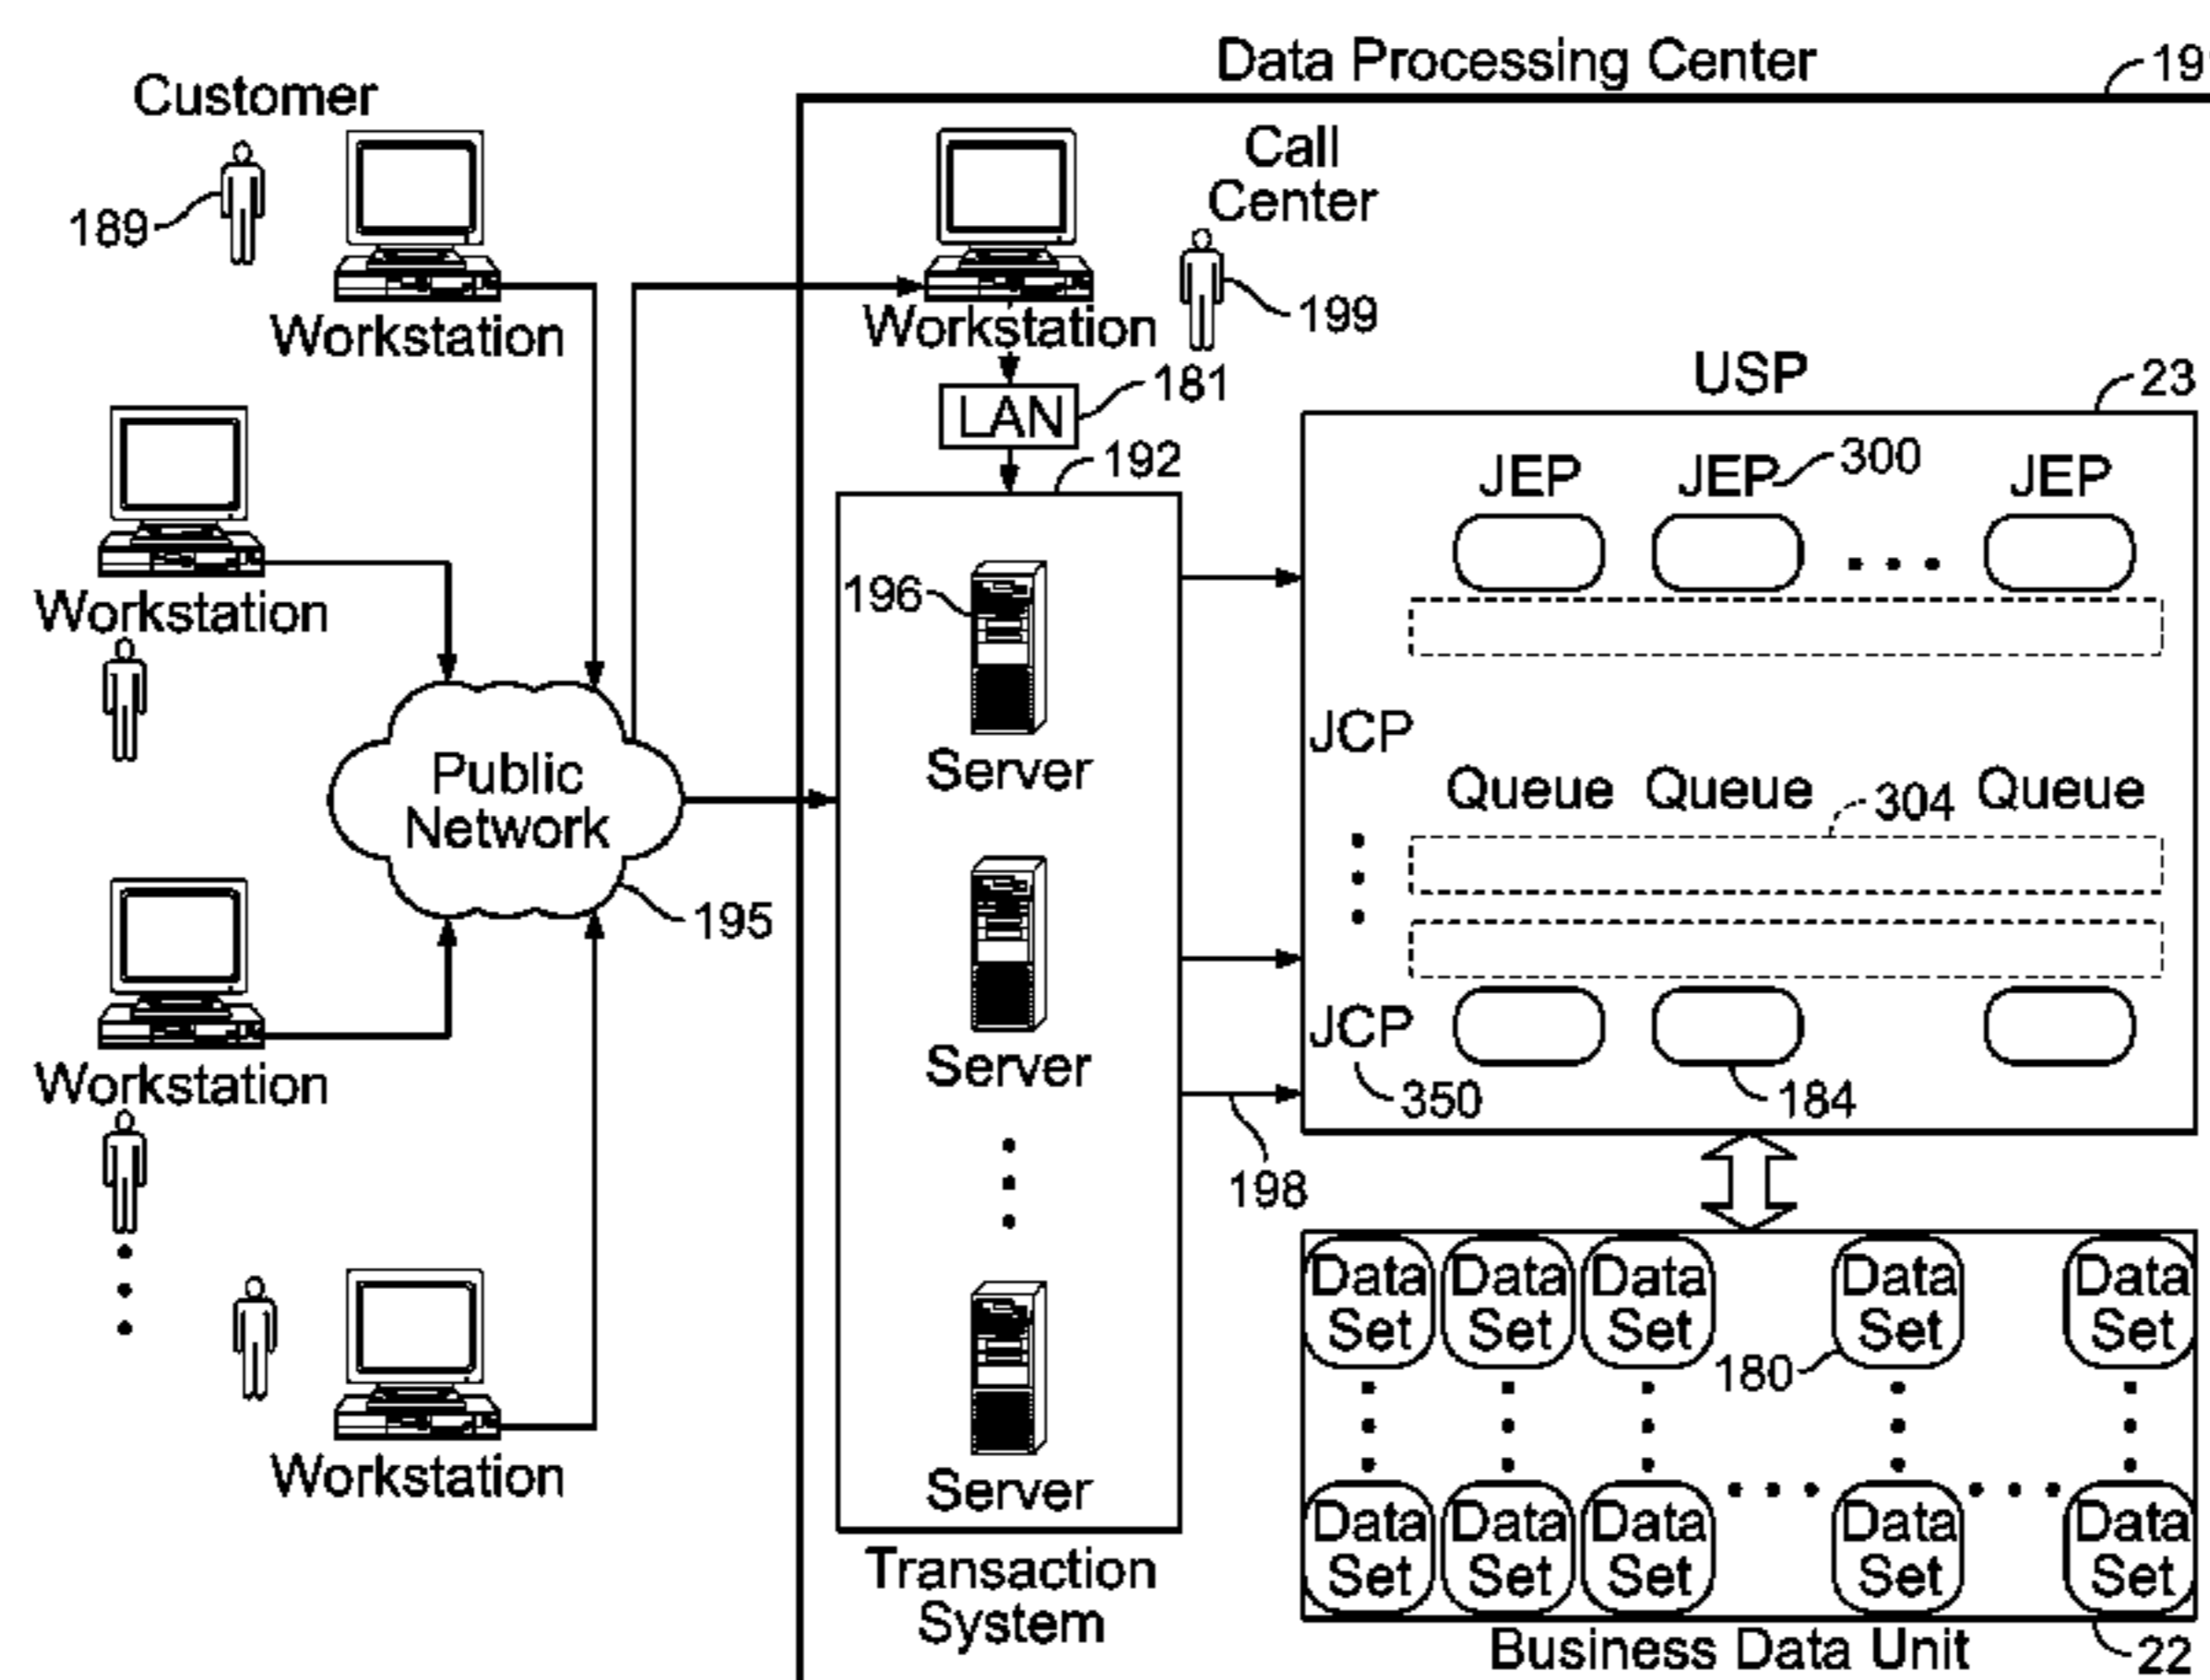 Data Processing Center
Customer
Call
Center
189
199
Workstation
Workstation
181
LAN
USP
23
192
JEP
JEP
300
JEP
196
Workstation
JCP
Server
Public
Network
Queue
Queue
304
Queue
195
JCP
Server
Workstation
350
184
198
Data
Set
Data
Set
Data
Set
Data
Set
Data
Set
180
Workstation
Server
Data
Set
Data
Set
Data
Set
Data
Set
Data
Set
Transaction
System
Business Data Unit
22